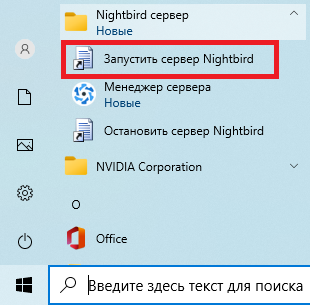 Nightbird сервер
Новые
Запустить сервер Nightbird
Менеджер сервера
Новые
Остановить сервер Nightbird
NVIDIA Corporation
O
Office
Введите здесь текст для поиска